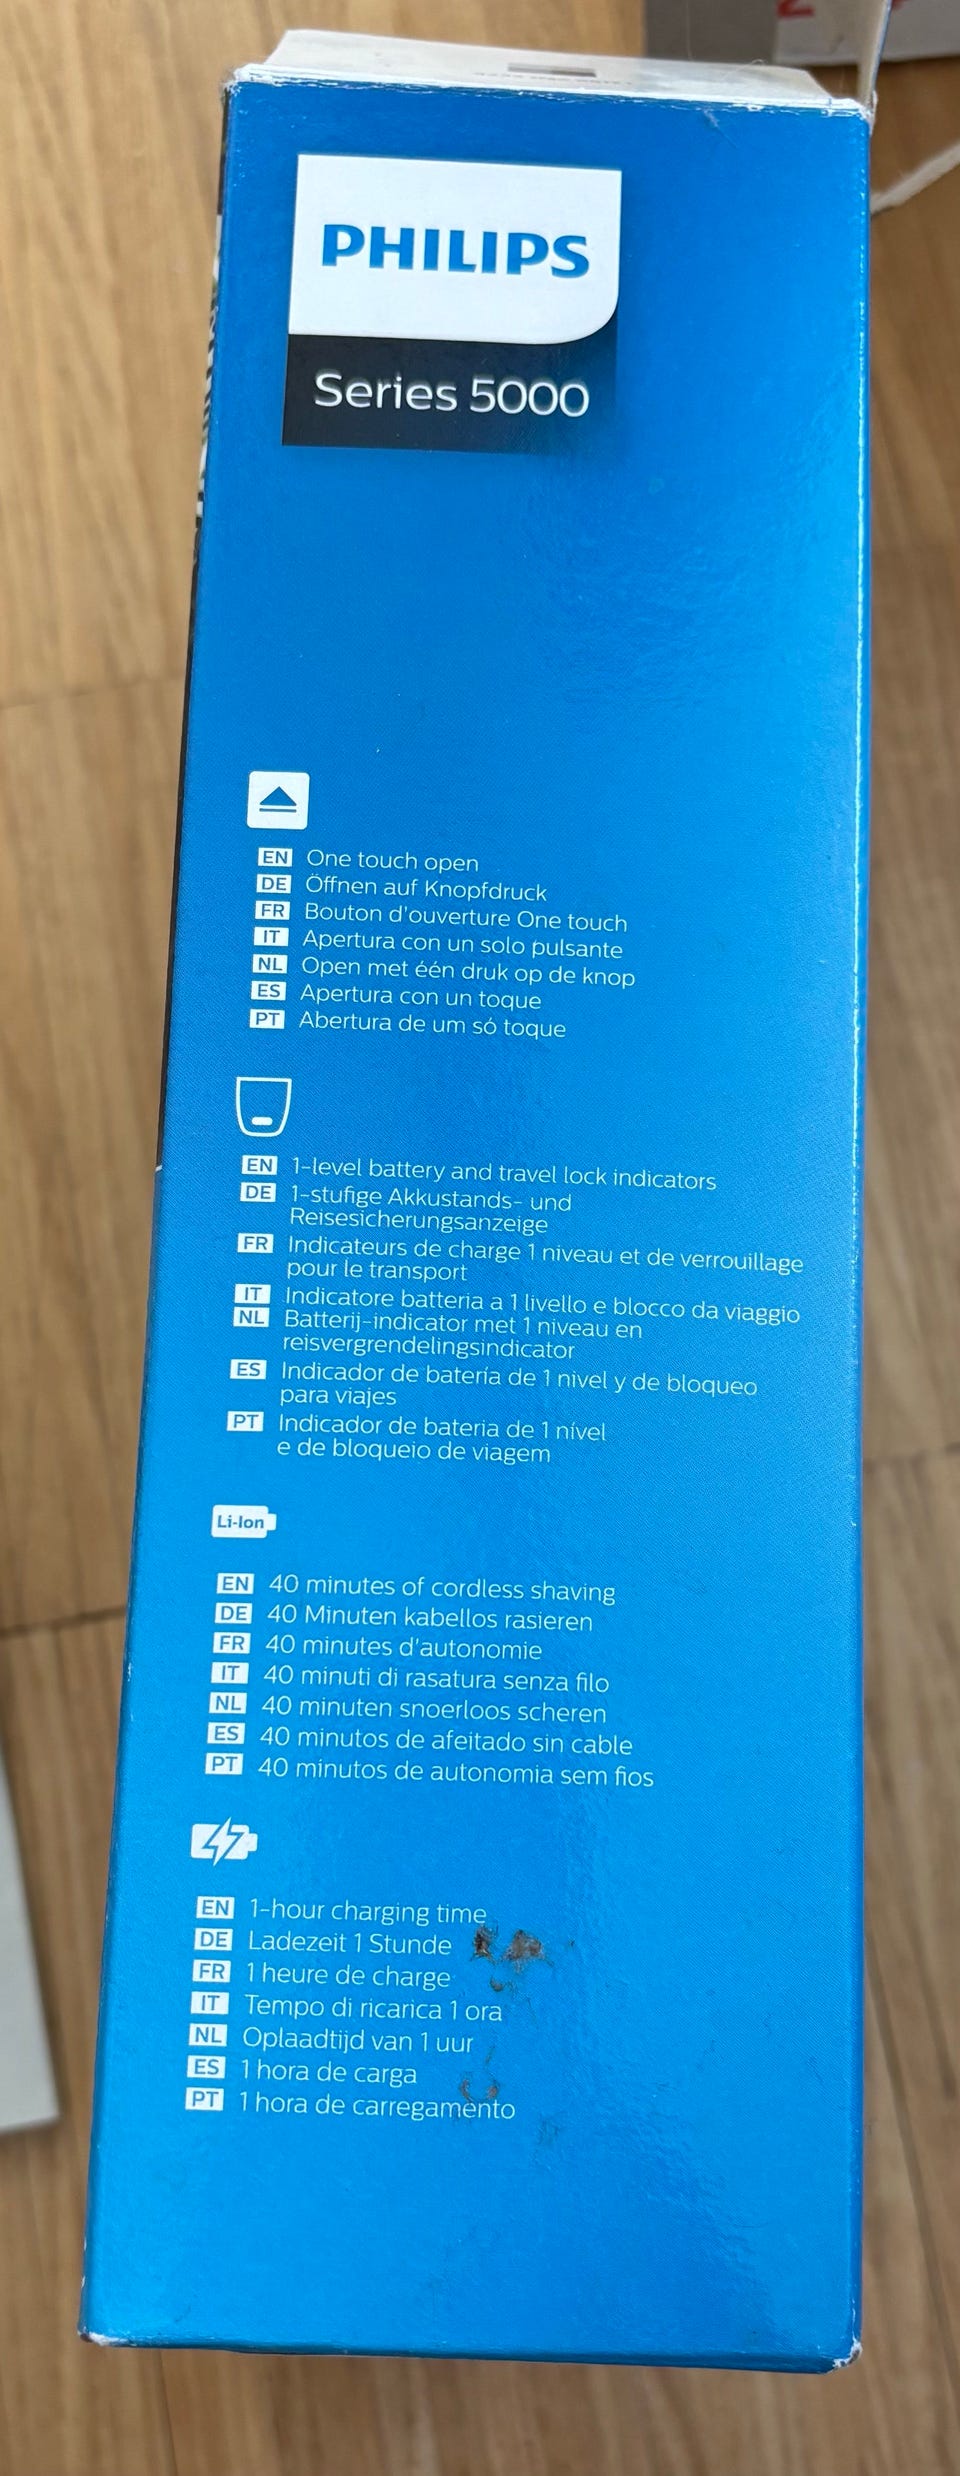 PHILIPS
Series 5000
EN One touch open
DE Öffnen auf Knopfdruck
FR Bouton d'ouverture One touch
IT Apertura con un solo pulsante
NL Open met één druk op de knop
ES Apertura con un toque
PT Abertura de um só toque
EN 1-level battery and travel lock indicators
DE 1-stufige Akkustands- und
Reisesicherungsanzeige
FR Indicateurs de charge 1 niveau et de verrouillage
pour le transport
IT Indicatore batteria a 1 livello e blocco da viaggio
NL Batterij-indicator met 1 niveau en
reisvergrendelingsindicator
ES Indicador de batería de 1 nivel y de bloqueo
para viajes
PT Indicador de bateria de 1 nível
e de bloqueio de viagem
Li-Ion
EN 40 minutes of cordless shaving
DE 40 Minuten kabellos rasieren
FR 40 minutes d'autonomie
IT 40 minuti di rasatura senza filo
NL 40 minuten snoerloos scheren
ES 40 minutos de afeitado sin cable
PT 40 minutos de autonomia sem fios
EN 1-hour charging time
DE Ladezeit 1 Stunde
FR 1 heure de charge
IT Tempo di ricarica 1 ora
NL Oplaadtijd van 1 uur
ES 1 hora de carga
PT 1 hora de carregamento